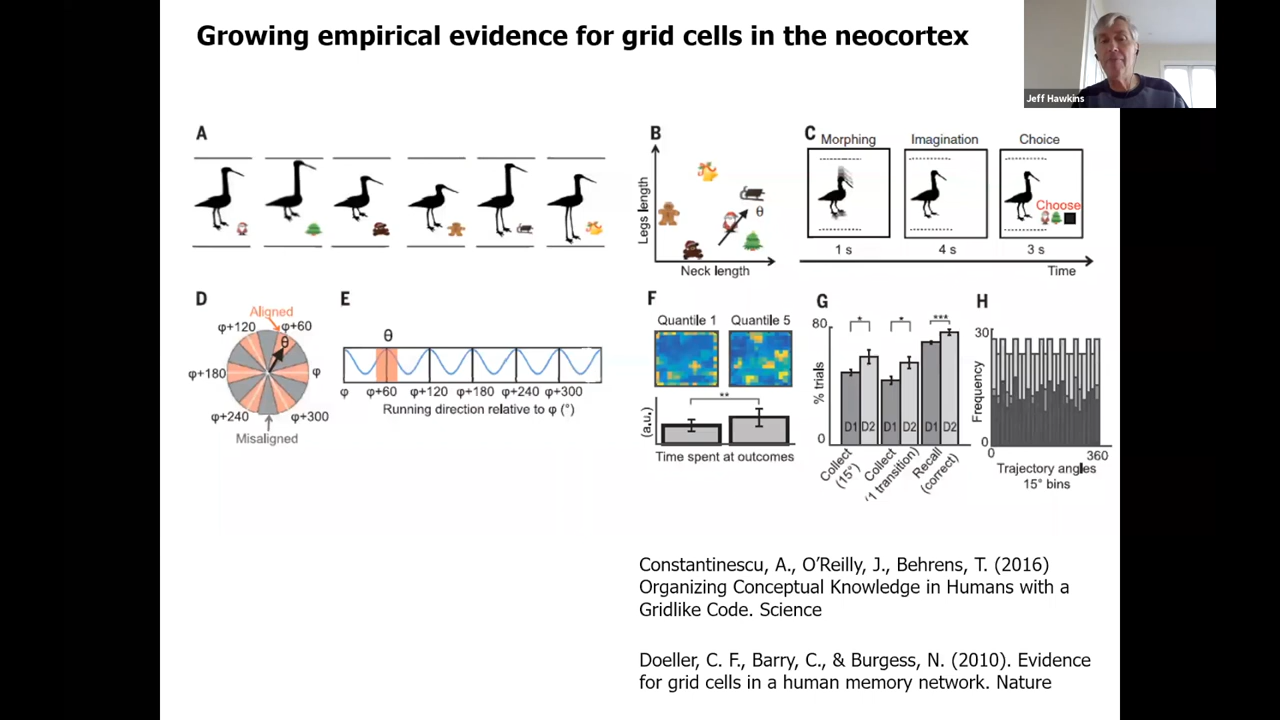 Growing empirical evidence for grid cells in the neocortex
Jeff Hawkins
A
B
Legs length
θ
Neck length
C
Morphing
Imagination
Choice
Choose
1 s
4 s
3 s
Time
D
Aligned
φ+120
φ+60
θ
φ+180
φ
φ+240
φ+300
Misaligned
E
θ
φ
φ+60
φ+120
φ+180
φ+240
φ+300
Running direction relative to φ (°)
F
Quantile 1
Quantile 5
**
(a.u.)
Time spent at outcomes
G
80
% trials
0
*
*
***
D1
D2
D1
D2
D1
D2
Collect
(15°)
Collect
(1 transition)
Recall
(correct)
H
30
Frequency
0
0
360
Trajectory angles
15° bins
Constantinescu, A., O’Reilly, J., Behrens, T. (2016)
Organizing Conceptual Knowledge in Humans with a
Gridlike Code. Science
Doeller, C. F., Barry, C., & Burgess, N. (2010). Evidence
for grid cells in a human memory network. Nature